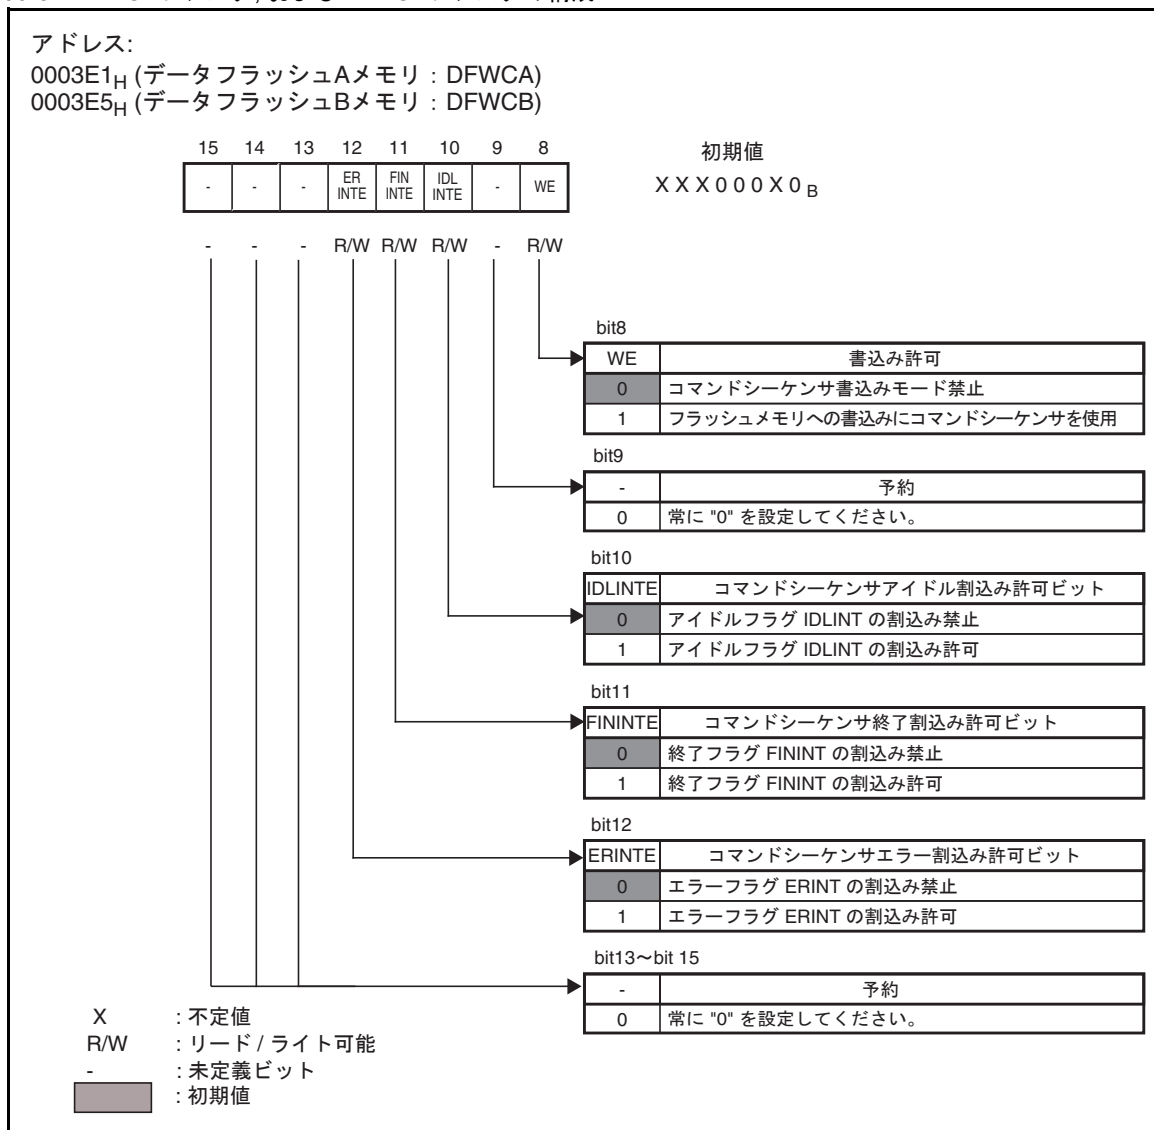 アドレス:
0003E1H (データフラッシュAメモリ : DFWCA)
0003E5H (データフラッシュBメモリ : DFWCB)
15 14 13 12 11 10 9 8 初期値
- - - ER INTE FIN INTE IDL INTE - WE X X X 0 0 0 X 0 B
- - - R/W R/W R/W - R/W
bit8
WE 書込み許可
0 コマンドシーケンサ書込みモード禁止
1 フラッシュメモリへの書込みにコマンドシーケンサを使用
bit9
- 予約
0 常に "0" を設定してください。
bit10
IDLINTE コマンドシーケンサアイドル割込み許可ビット
0 アイドルフラグ IDLINT の割込み禁止
1 アイドルフラグ IDLINT の割込み許可
bit11
FININTE コマンドシーケンサ終了割込み許可ビット
0 終了フラグ FININT の割込み禁止
1 終了フラグ FININT の割込み許可
bit12
ERINTE コマンドシーケンサエラー割込み許可ビット
0 エラーフラグ ERINT の割込み禁止
1 エラーフラグ ERINT の割込み許可
bit13～bit 15
- 予約
0 常に "0" を設定してください。
X : 不定値
R/W : リード / ライト可能
- : 未定義ビット
: 初期値